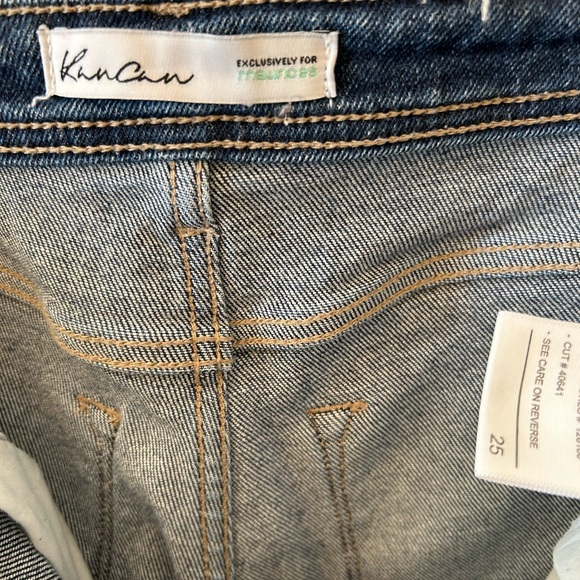 KanCan
EXCLUSIVELY FOR
maurices
• CUT # 40641
• SEE CARE ON REVERSE
25